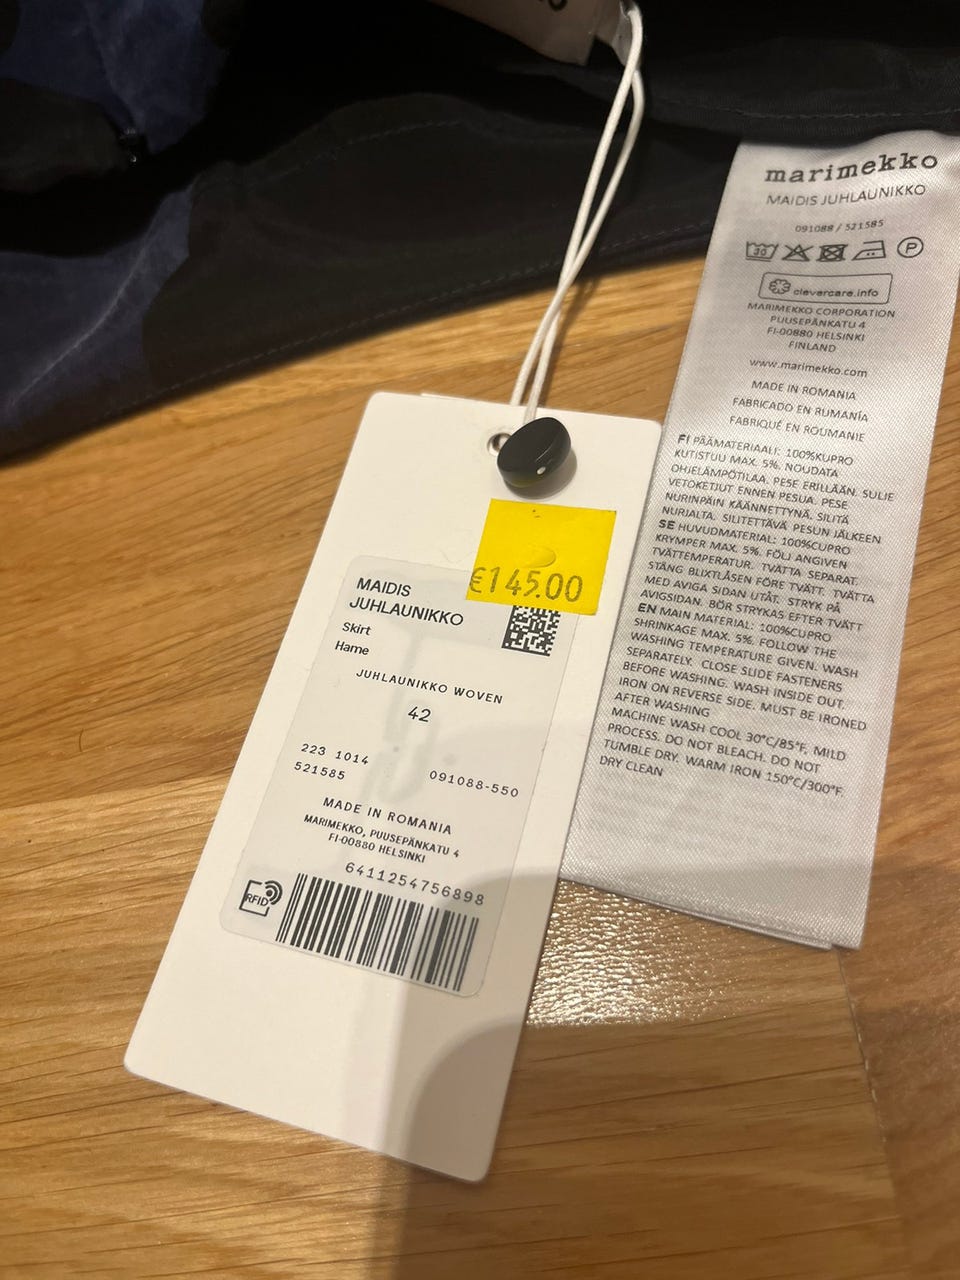 €145.00
MAIDIS
JUHLAUNIKKO
Skirt
Hame
JUHLAUNIKKO WOVEN
42
223 1014
521585
091088-550
MADE IN ROMANIA
MARIMEKKO, PUUSEPÄNKATU 4
FI-00880 HELSINKI
6411254756898
RFID
marimekko
MAIDIS JUHLAUNIKKO
091088 / 521585
30
P
clevercare.info
MARIMEKKO CORPORATION
PUUSEPÄNKATU 4
FI-00880 HELSINKI
FINLAND
www.marimekko.com
MADE IN ROMANIA
FABRICADO EN RUMANÍA
FABRIQUÉ EN ROUMANIE
FI PÄÄMATERIAALI: 100%KUPRO
KUTISTUU MAX. 5%. NOUDATA
OHJELÄMPÖTILAA. PESE ERILLÄÄN. SULJE
VETOKETJUT ENNEN PESUA. PESE
NURINPÄIN KÄÄNNETTYNÄ. SILITÄ
NURJALTA. SILITETTÄVÄ PESUN JÄLKEEN
SE HUVUDMATERIAL: 100%CUPRO
KRYMPER MAX. 5%. FÖLJ ANGIVEN
TVÄTTEMPERATUR. TVÄTTA SEPARAT.
STÄNG BLIXTLÅSEN FÖRE TVÄTT. TVÄTTA
MED AVIGA SIDAN UTÅT. STRYK PÅ
AVIGSIDAN. BÖR STRYKAS EFTER TVÄTT
EN MAIN MATERIAL: 100%CUPRO
SHRINKAGE MAX. 5%. FOLLOW THE
WASHING TEMPERATURE GIVEN. WASH
SEPARATELY. CLOSE SLIDE FASTENERS
BEFORE WASHING. WASH INSIDE OUT.
IRON ON REVERSE SIDE. MUST BE IRONED
AFTER WASHING
MACHINE WASH COOL 30°C/85°F, MILD
PROCESS. DO NOT BLEACH. DO NOT
TUMBLE DRY. WARM IRON 150°C/300°F.
DRY CLEAN